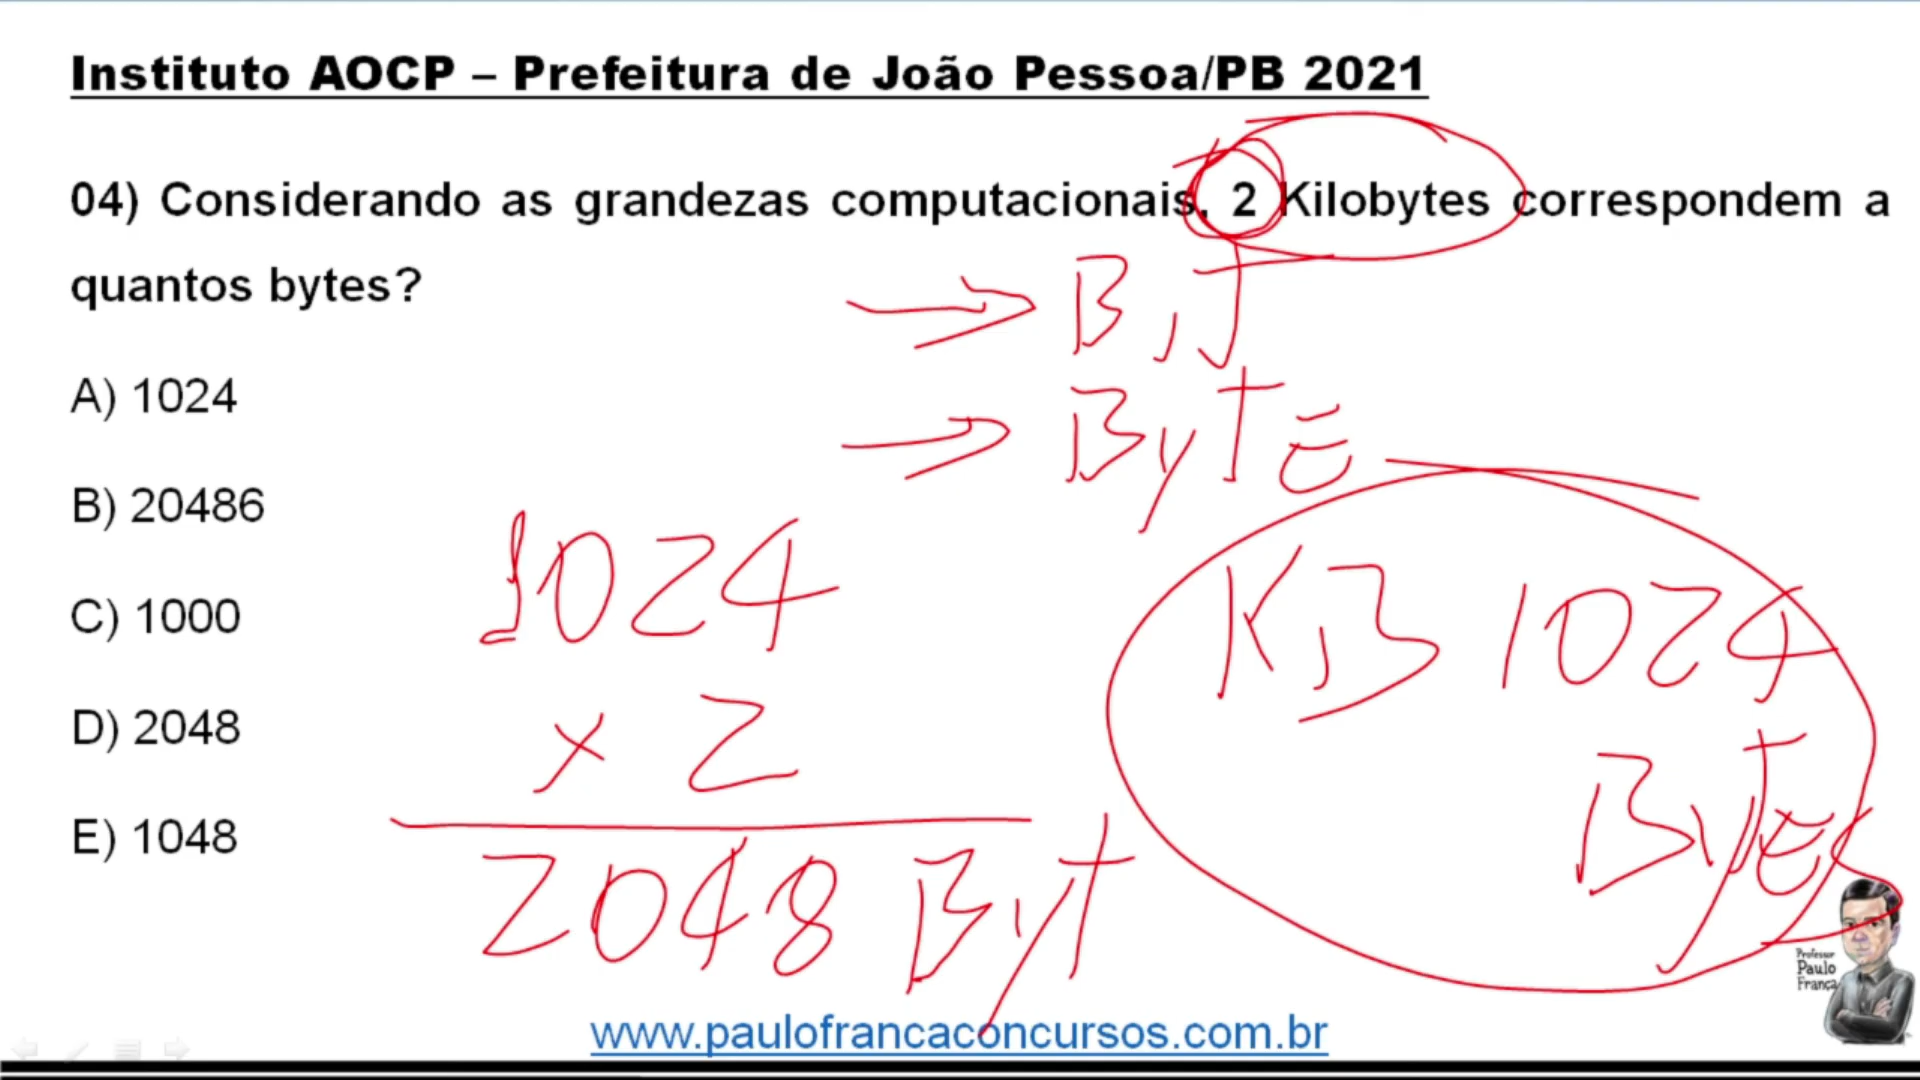 Instituto AOCP – Prefeitura de João Pessoa/PB 2021
04) Considerando as grandezas computacionais, 2 Kilobytes correspondem a
quantos bytes?
BIT
A) 1024
BYTE
B) 20486
1024
KB 1024
C) 1000
x 2
D) 2048
Bytes
E) 1048
2048 Byt
Professor
Paulo
França
www.paulofrancaconcursos.com.br